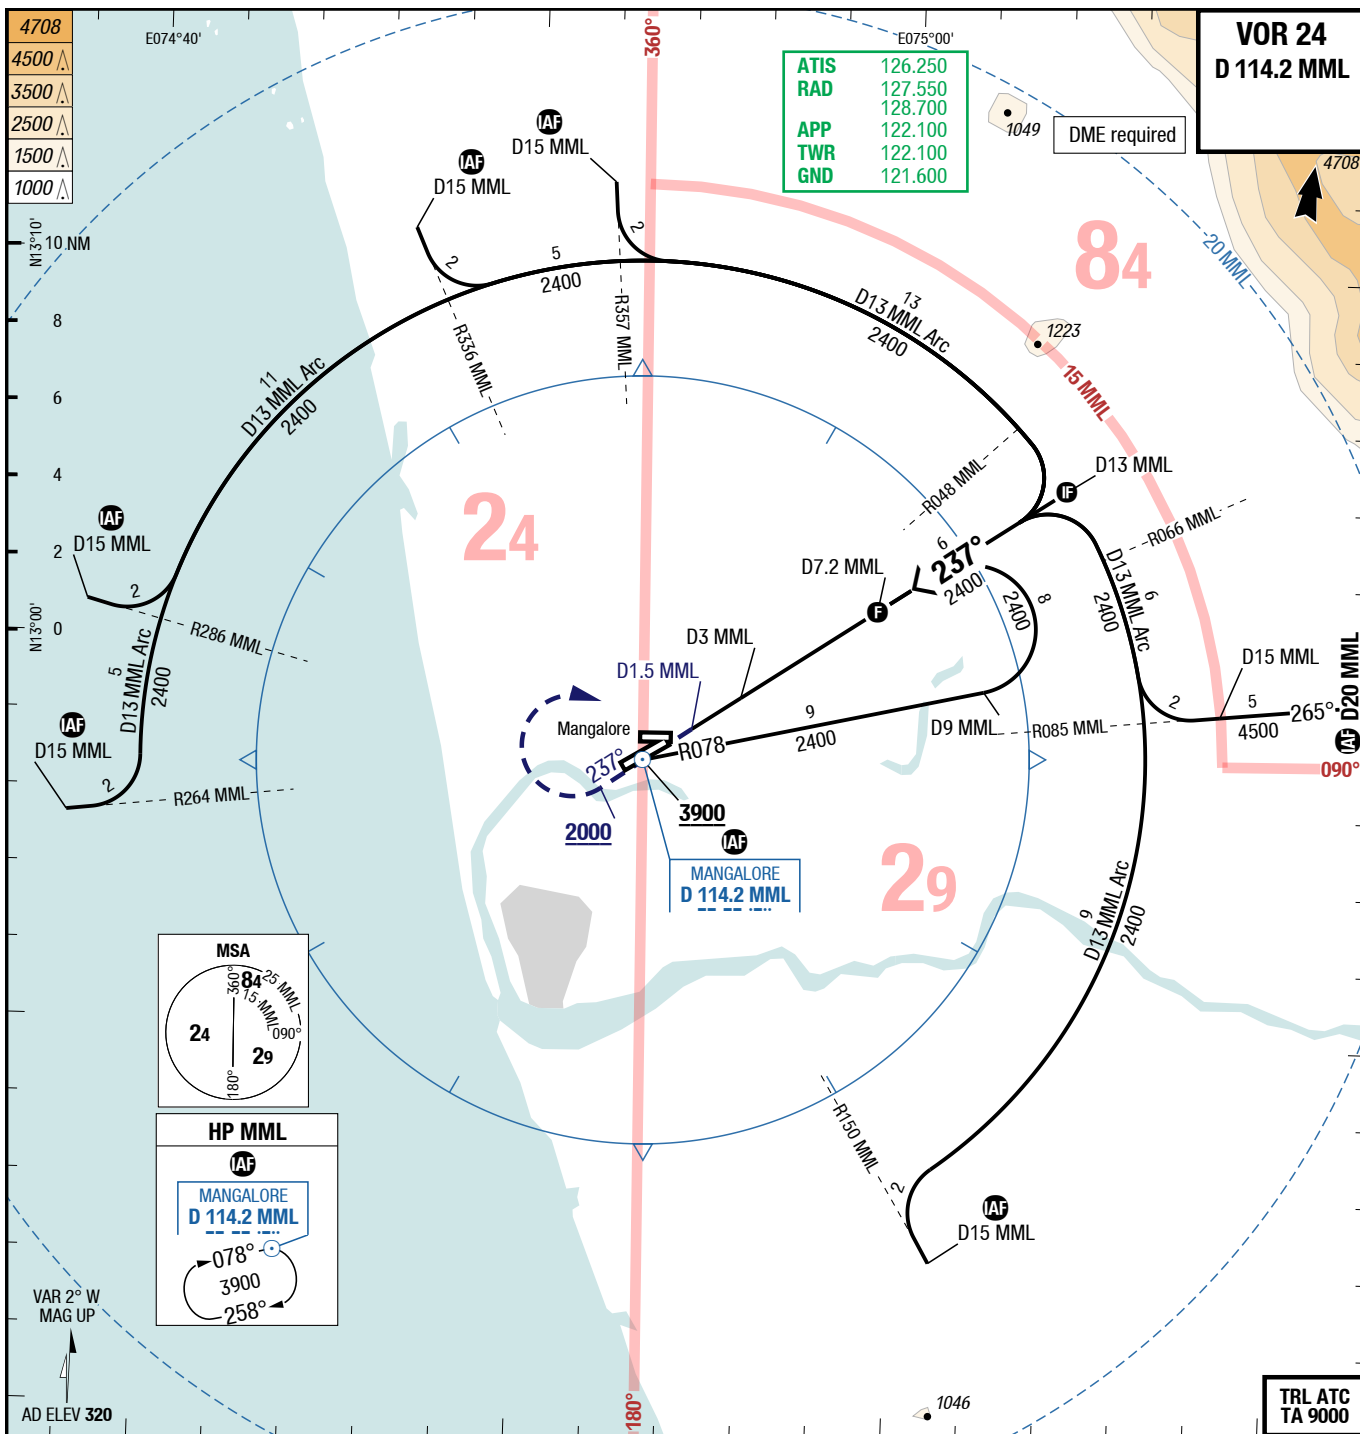 4708
4500
3500
2500
1500
1000
E074°40'
360°
E075°00'
VOR 24
D 114.2 MML
ATIS 126.250
RAD 127.550
128.700
APP 122.100
TWR 122.100
GND 121.600
DME required
1049
4708
IAF
D15 MML
IAF
D15 MML
N13°10'
10 NM
8
6
4
2
0
N13°00'
84
20 MML
2
2
5
2400
R336 MML
R357 MML
13
D13 MML Arc
2400
1223
15 MML
11
D13 MML Arc
2400
24
R048 MML
IF
D13 MML
R066 MML
IAF
D15 MML
2
R286 MML
5
D13 MML Arc
2400
IAF
D15 MML
2
R264 MML
D7.2 MML
F
6
237°
2400
8
2400
D13 MML Arc
6
2400
D3 MML
D1.5 MML
Mangalore
237°
2000
R078
9
2400
D9 MML
R085 MML
D15 MML
2
5
4500
265°
IAF D20 MML
090°
3900
IAF
MANGALORE
D 114.2 MML
29
9
D13 MML Arc
2400
MSA
360°
84
25 MML
15 MML
090°
24
29
180°
HP MML
IAF
MANGALORE
D 114.2 MML
078°
3900
258°
R150 MML
2
IAF
D15 MML
VAR 2° W
MAG UP
AD ELEV 320
180°
1046
TRL ATC
TA 9000